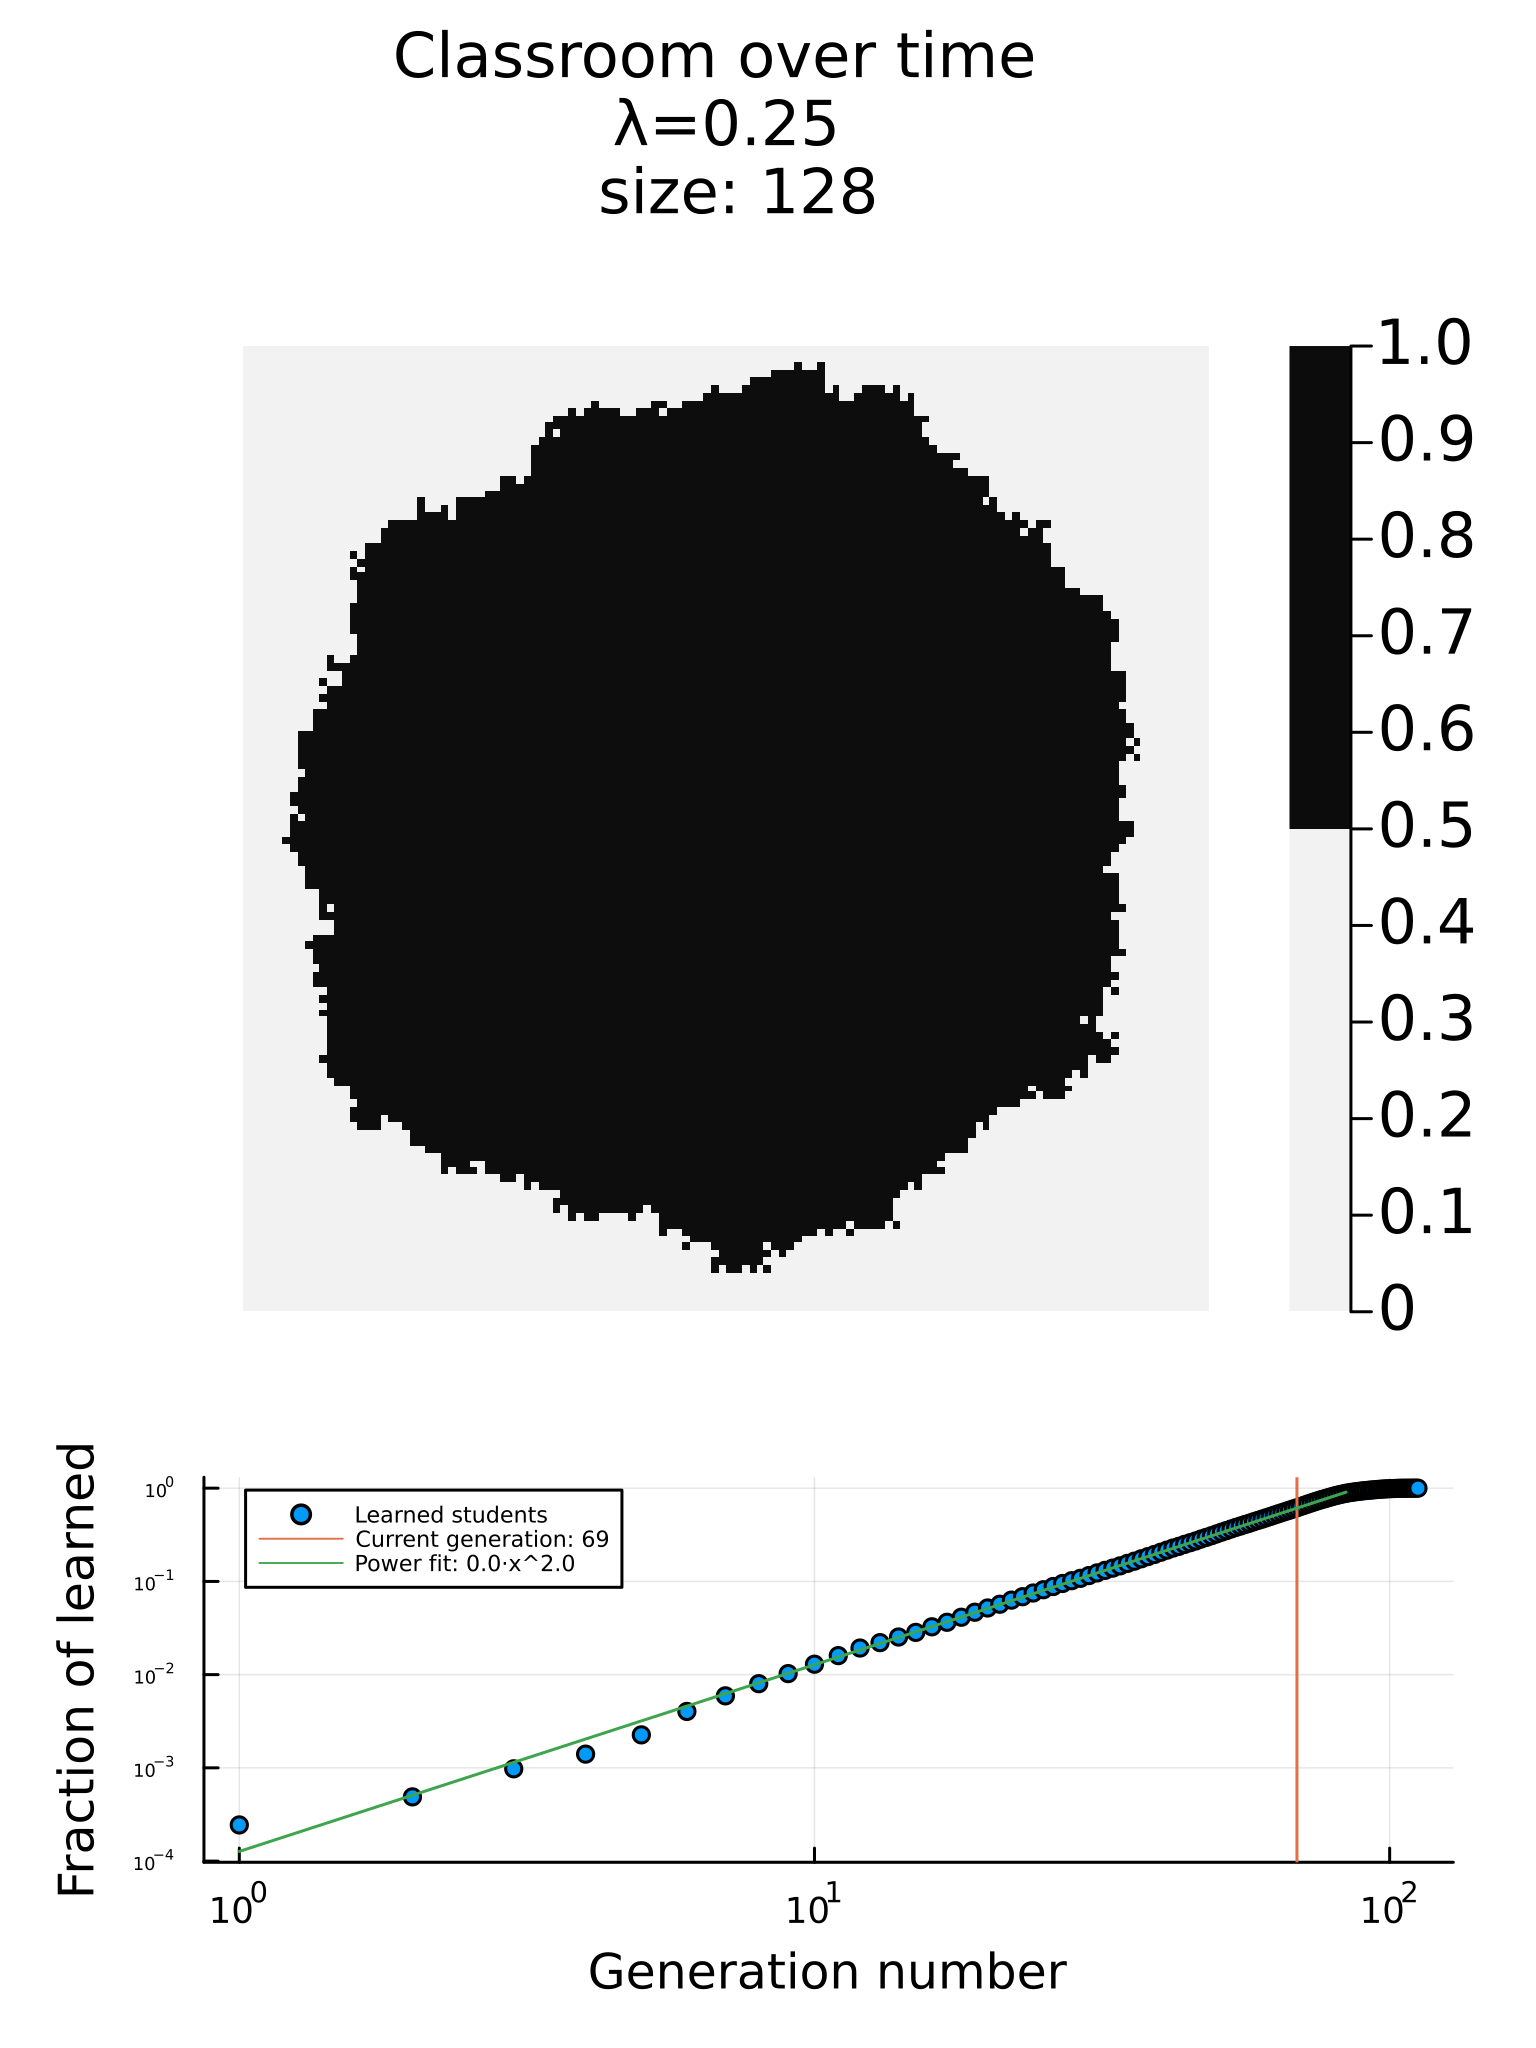 Classroom over time
λ=0.25
size: 128
1.0
0.9
0.8
0.7
0.6
0.5
0.4
0.3
0.2
0.1
0
Fraction of learned
10^0
10^-1
10^-2
10^-3
10^-4
Learned students
Current generation: 69
Power fit: 0.0·x^2.0
10^0 10^1 10^2
Generation number